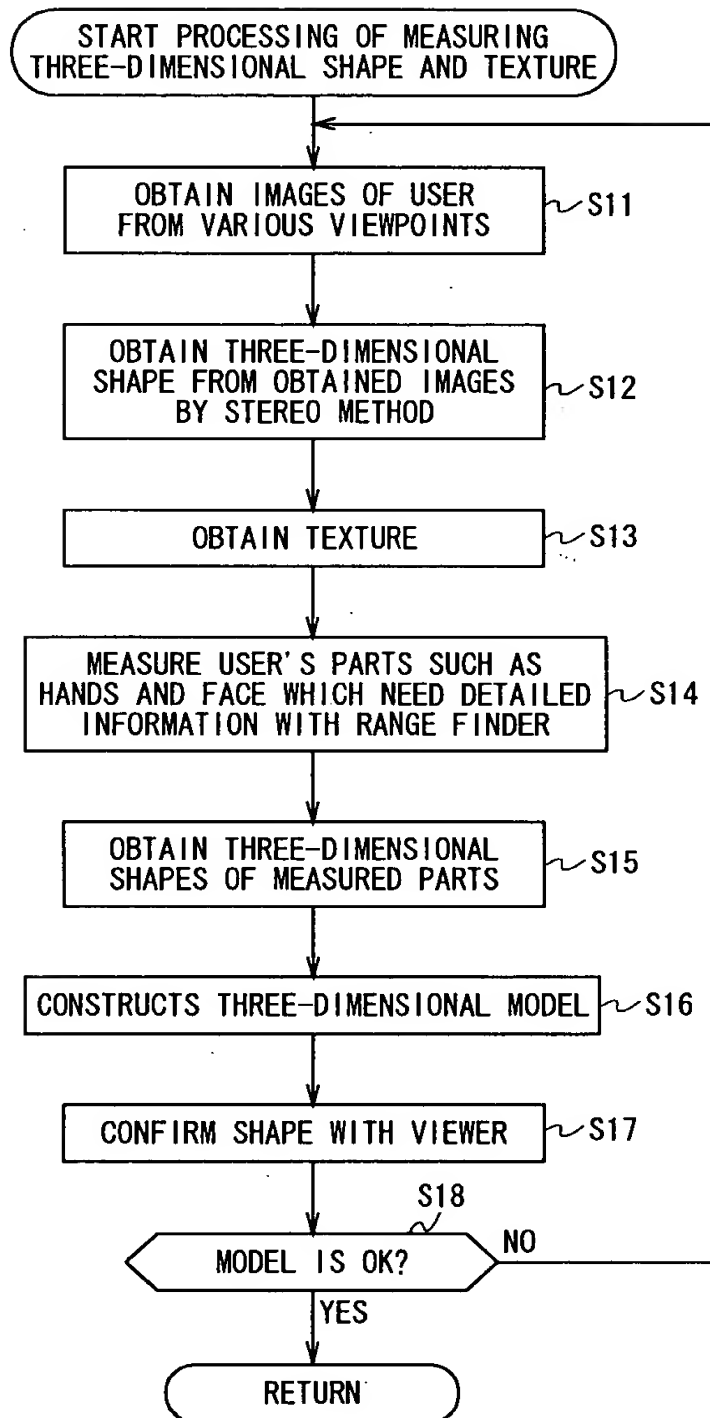 START PROCESSING OF MEASURING
THREE-DIMENSIONAL SHAPE AND TEXTURE
OBTAIN IMAGES OF USER
FROM VARIOUS VIEWPOINTS
S11
OBTAIN THREE-DIMENSIONAL
SHAPE FROM OBTAINED IMAGES
BY STEREO METHOD
S12
OBTAIN TEXTURE
S13
MEASURE USER'S PARTS SUCH AS
HANDS AND FACE WHICH NEED DETAILED
INFORMATION WITH RANGE FINDER
S14
OBTAIN THREE-DIMENSIONAL
SHAPES OF MEASURED PARTS
S15
CONSTRUCTS THREE-DIMENSIONAL MODEL
S16
CONFIRM SHAPE WITH VIEWER
S17
S18
MODEL IS OK?
NO
YES
RETURN